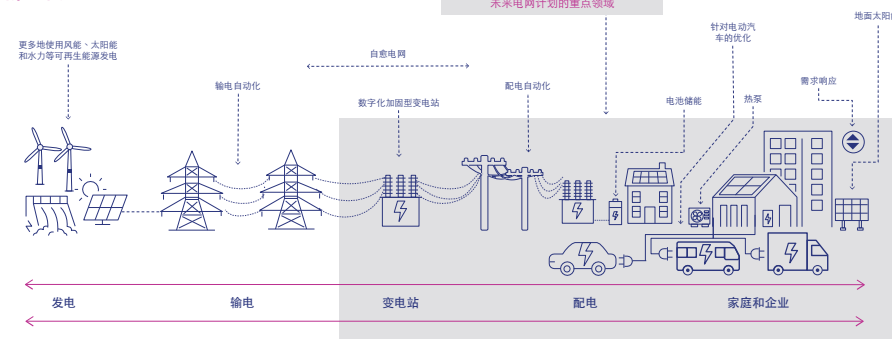 未来电网计划的重点领域
地面太阳
针对电动汽
车的优化
更多地使用风能、太阳能
和水力等可再生能源发电
自愈电网
需求响应
输电自动化
配电自动化
数字化加固型变电站
电池储能
热泵
发电
输电
变电站
配电
家庭和企业